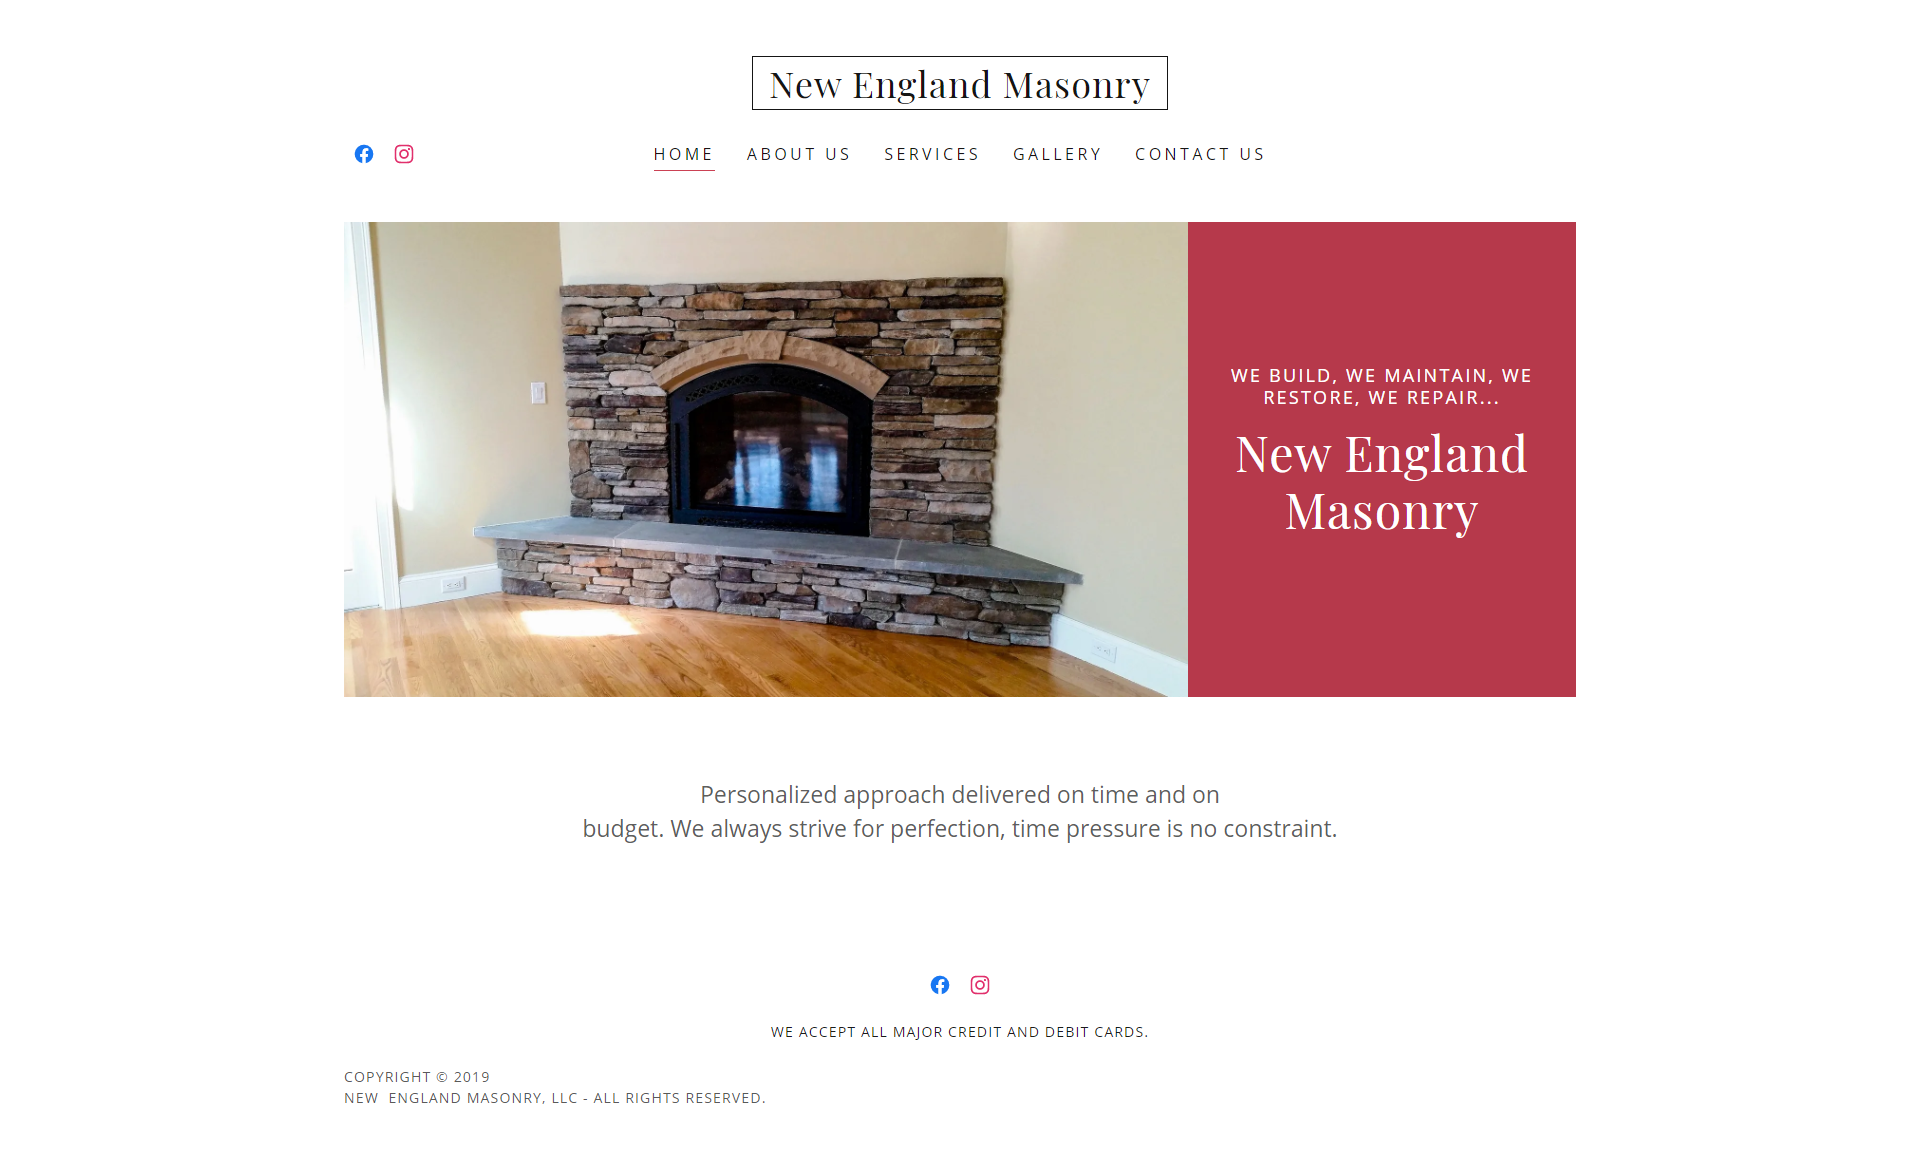 New England Masonry
HOME ABOUT US SERVICES GALLERY CONTACT US
WE BUILD, WE MAINTAIN, WE
RESTORE, WE REPAIR...
New England
Masonry
Personalized approach delivered on time and on
budget. We always strive for perfection, time pressure is no constraint.
WE ACCEPT ALL MAJOR CREDIT AND DEBIT CARDS.
COPYRIGHT © 2019
NEW ENGLAND MASONRY, LLC - ALL RIGHTS RESERVED.